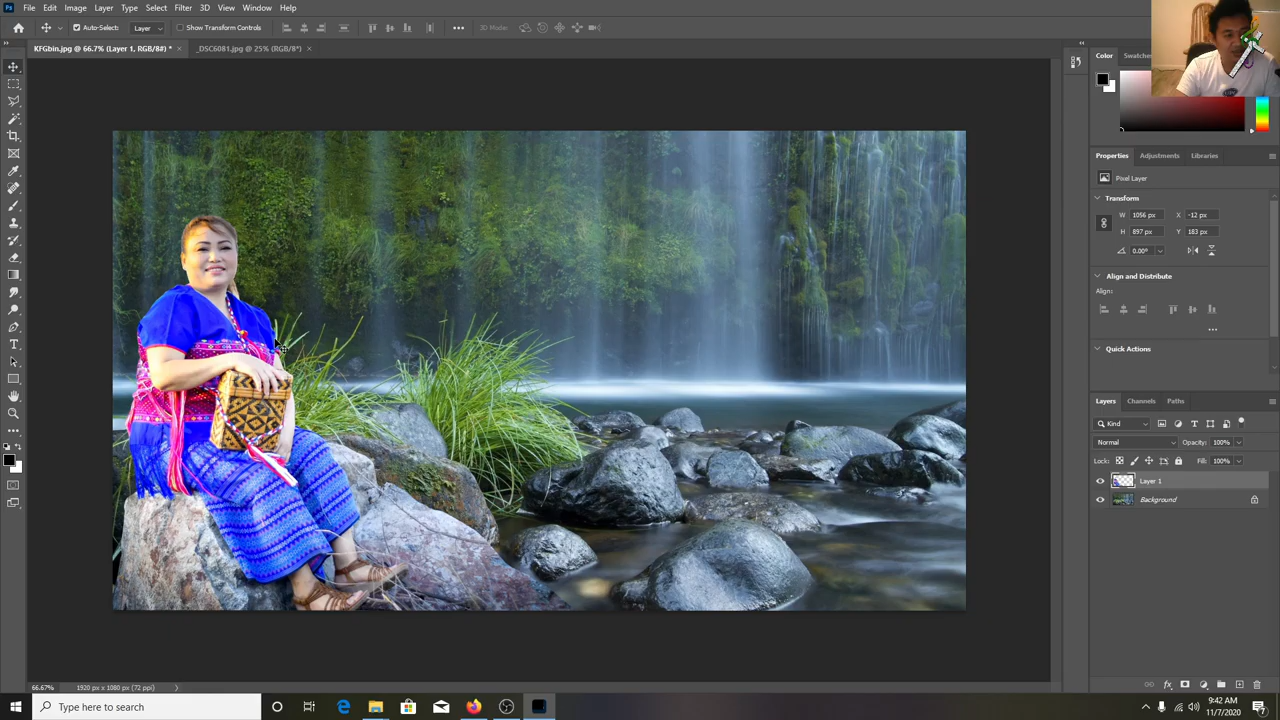 Ps File Edit Image Layer Type Select Filter 3D View Window Help
Auto-Select: Layer Show Transform Controls 3D Mode:
KFGbin.jpg @ 66.7% (Layer 1, RGB/8#) * × _DSC6081.jpg @ 25% (RGB/8*) ×
Color Swatches
Properties Adjustments Libraries
Pixel Layer
Transform
W 1056 px X -12 px
H 897 px Y 183 px
0.00°
Align and Distribute
Align:
Quick Actions
Layers Channels Paths
Kind
Normal Opacity: 100%
Lock: Fill: 100%
Layer 1
Background
66.67% 1920 px x 1080 px (72 ppi)
Type here to search
9:42 AM
11/7/2020